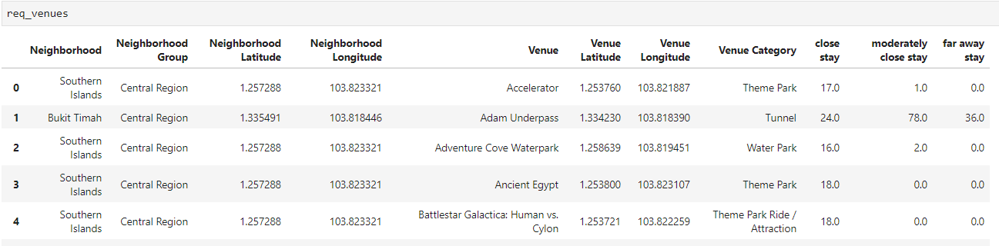 req_venues
Neighborhood Neighborhood Group Neighborhood Latitude Neighborhood Longitude Venue Venue Latitude Venue Longitude Venue Category close stay moderately close stay far away stay
0 Southern Islands Central Region 1.257288 103.823321 Accelerator 1.253760 103.821887 Theme Park 17.0 1.0 0.0
1 Bukit Timah Central Region 1.335491 103.818446 Adam Underpass 1.334230 103.818390 Tunnel 24.0 78.0 36.0
2 Southern Islands Central Region 1.257288 103.823321 Adventure Cove Waterpark 1.258639 103.819451 Water Park 16.0 2.0 0.0
3 Southern Islands Central Region 1.257288 103.823321 Ancient Egypt 1.253800 103.823107 Theme Park 18.0 0.0 0.0
4 Southern Islands Central Region 1.257288 103.823321 Battlestar Galactica: Human vs. Cylon 1.253721 103.822259 Theme Park Ride / Attraction 18.0 0.0 0.0